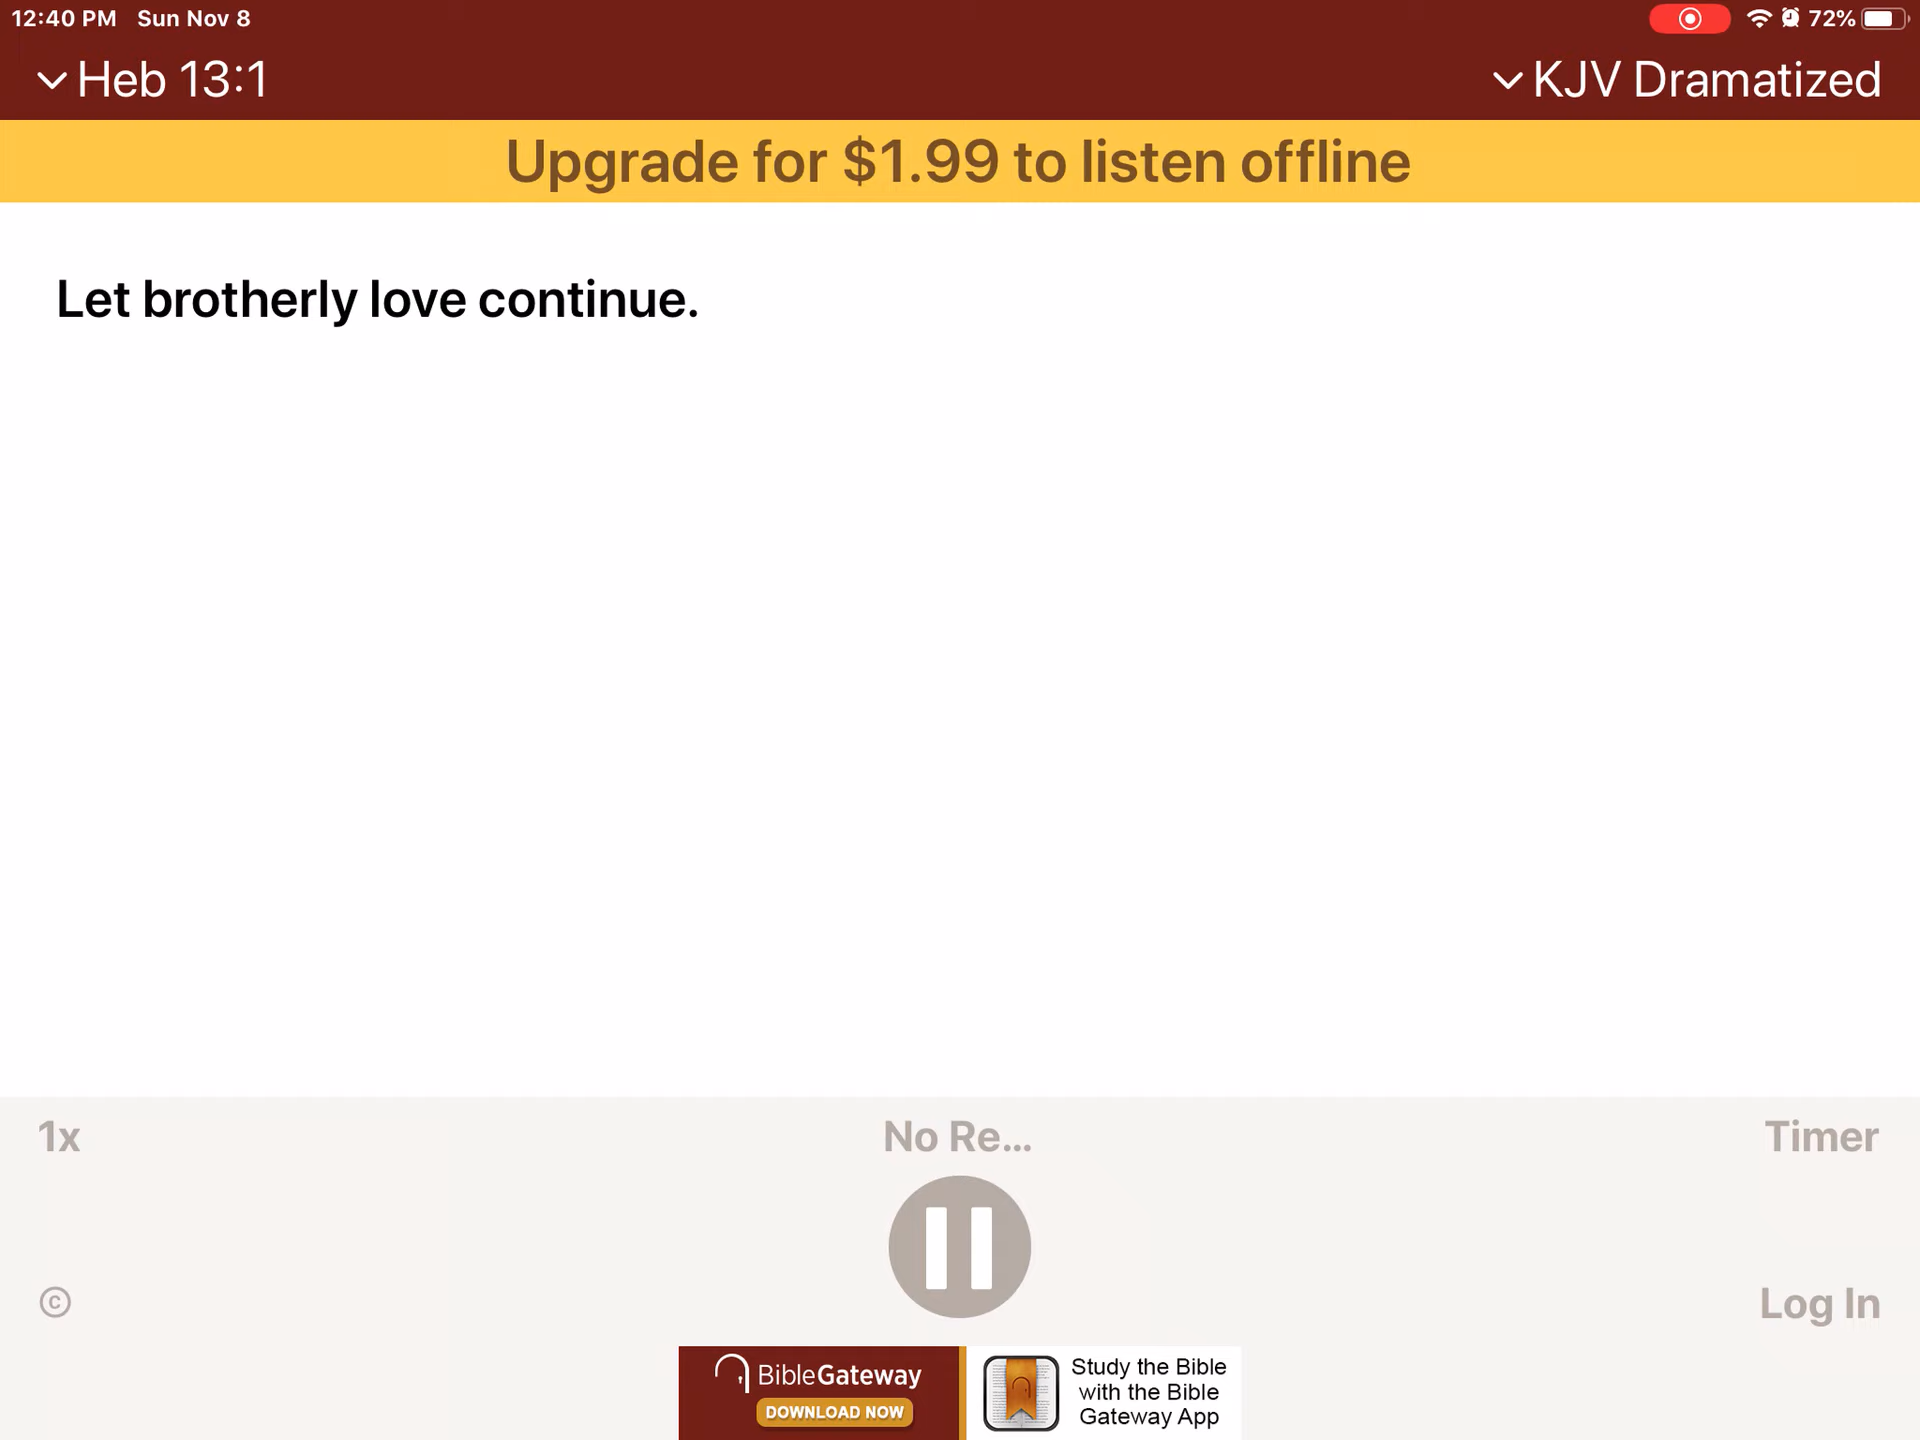 12:40 PM Sun Nov 8
72%
Heb 13:1
KJV Dramatized
Upgrade for $1.99 to listen offline
Let brotherly love continue.
1x
No Re...
Timer
©
Log In
BibleGateway
DOWNLOAD NOW
Study the Bible
with the Bible
Gateway App